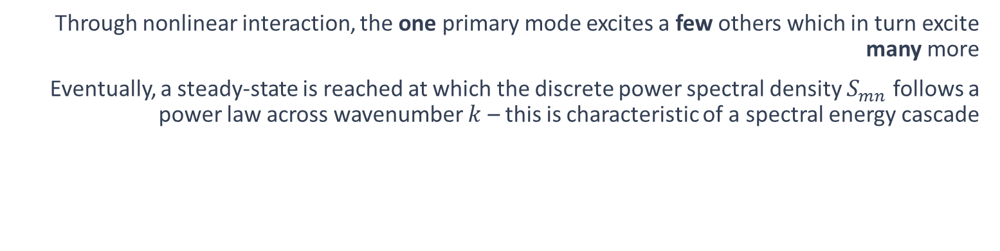 Through nonlinear interaction, the one primary mode excites a few others which in turn excite
many more
Eventually, a steady-state is reached at which the discrete power spectral density $S_{mn}$ follows a
power law across wavenumber $k$ – this is characteristic of a spectral energy cascade